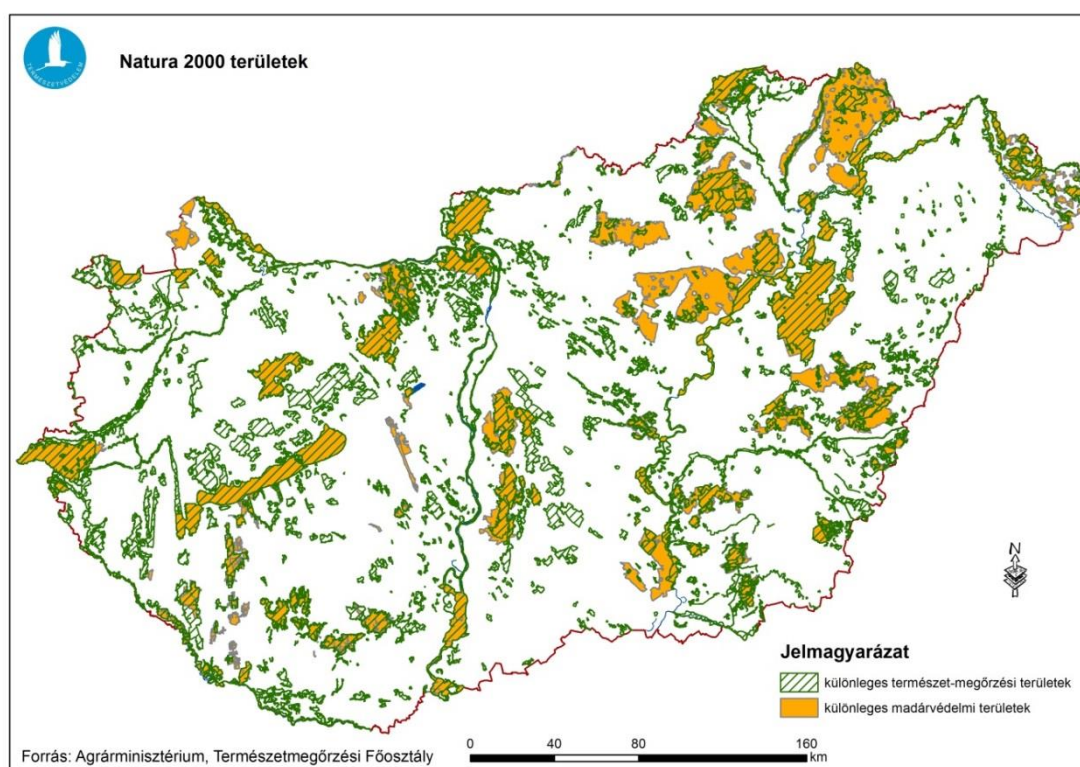 TERMÉSZETVÉDELEM
Natura 2000 területek
N
Jelmagyarázat
különleges természet-megőrzési területek
különleges madárvédelmi területek
Forrás: Agrárminisztérium, Természetmegőrzési Főosztály
0 40 80 160
km